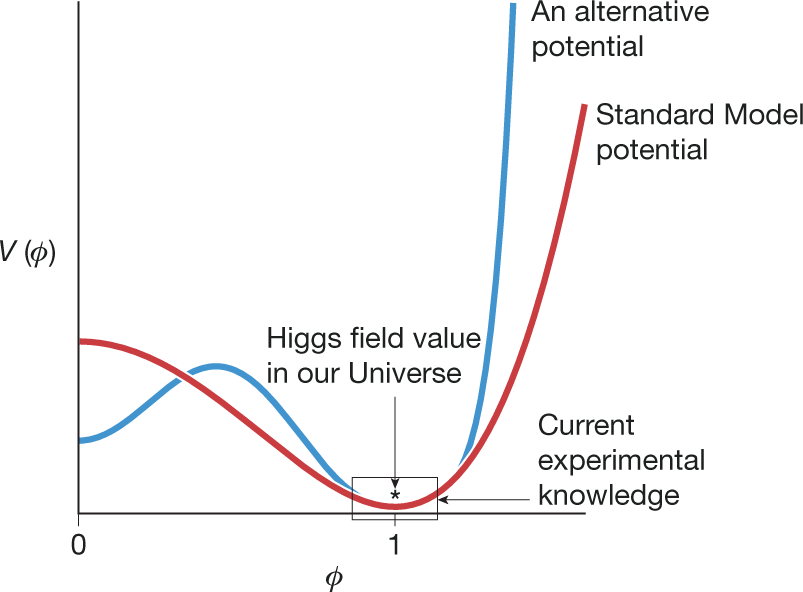 An alternative
potential
Standard Model
potential
V (ϕ)
Higgs field value
in our Universe
Current
experimental
knowledge
*
0
1
ϕ